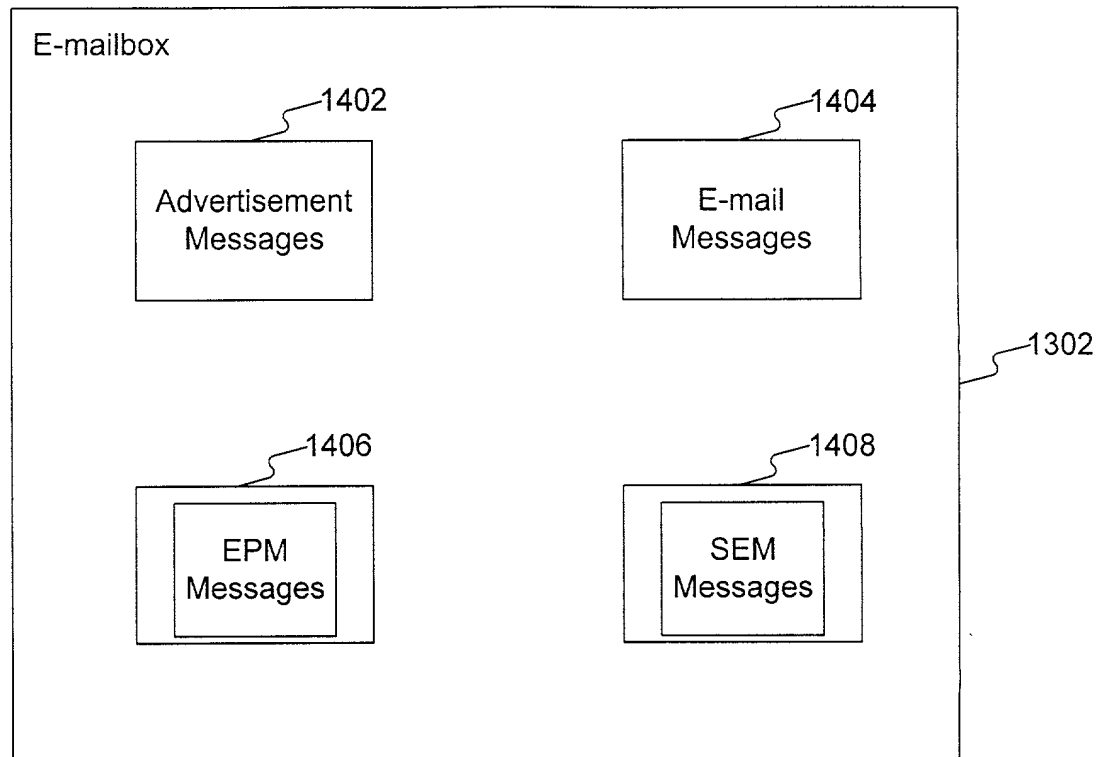 E-mailbox
1402
1404
Advertisement
Messages
E-mail
Messages
1302
1406
1408
EPM
Messages
SEM
Messages